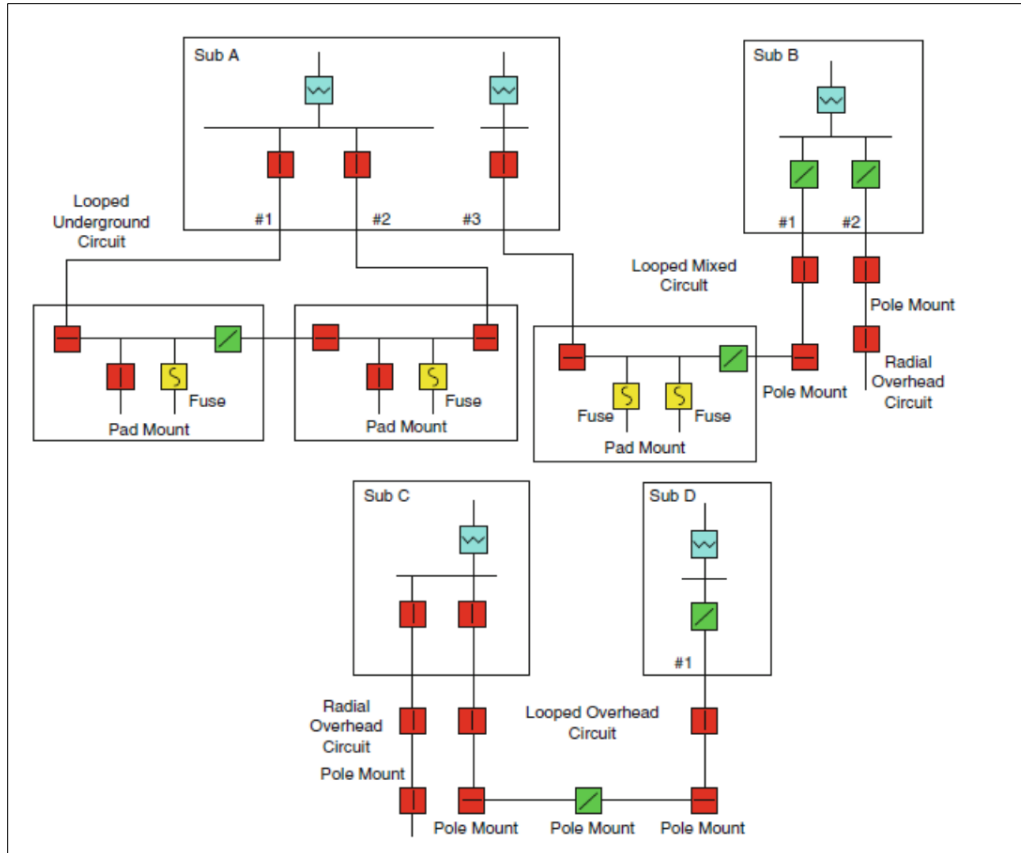 Sub A
Sub B
Looped
Underground
Circuit
#1
#2
#3
#1
#2
Looped Mixed
Circult
Pole Mount
Radial
Overhead
Circuit
Pole Mount
Fuse
Pad Mount
Fuse
Pad Mount
Fuse
Fuse
Pad Mount
Sub C
Sub D
#1
Radial
Overhead
Circuit
Looped Overhead
Circuit
Pole Mount
Pole Mount
Pole Mount
Pole Mount